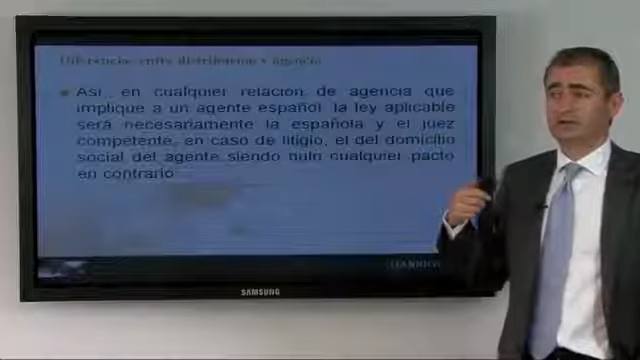 Diferencias entre distribución y agencia
Así, en cualquier relación de agencia que
implique a un agente español la ley aplicable
será necesariamente la española y el juez
competente, en caso de litigio, el del domicilio
social del agente siendo nulo cualquier pacto
en contrario
SAMSUNG